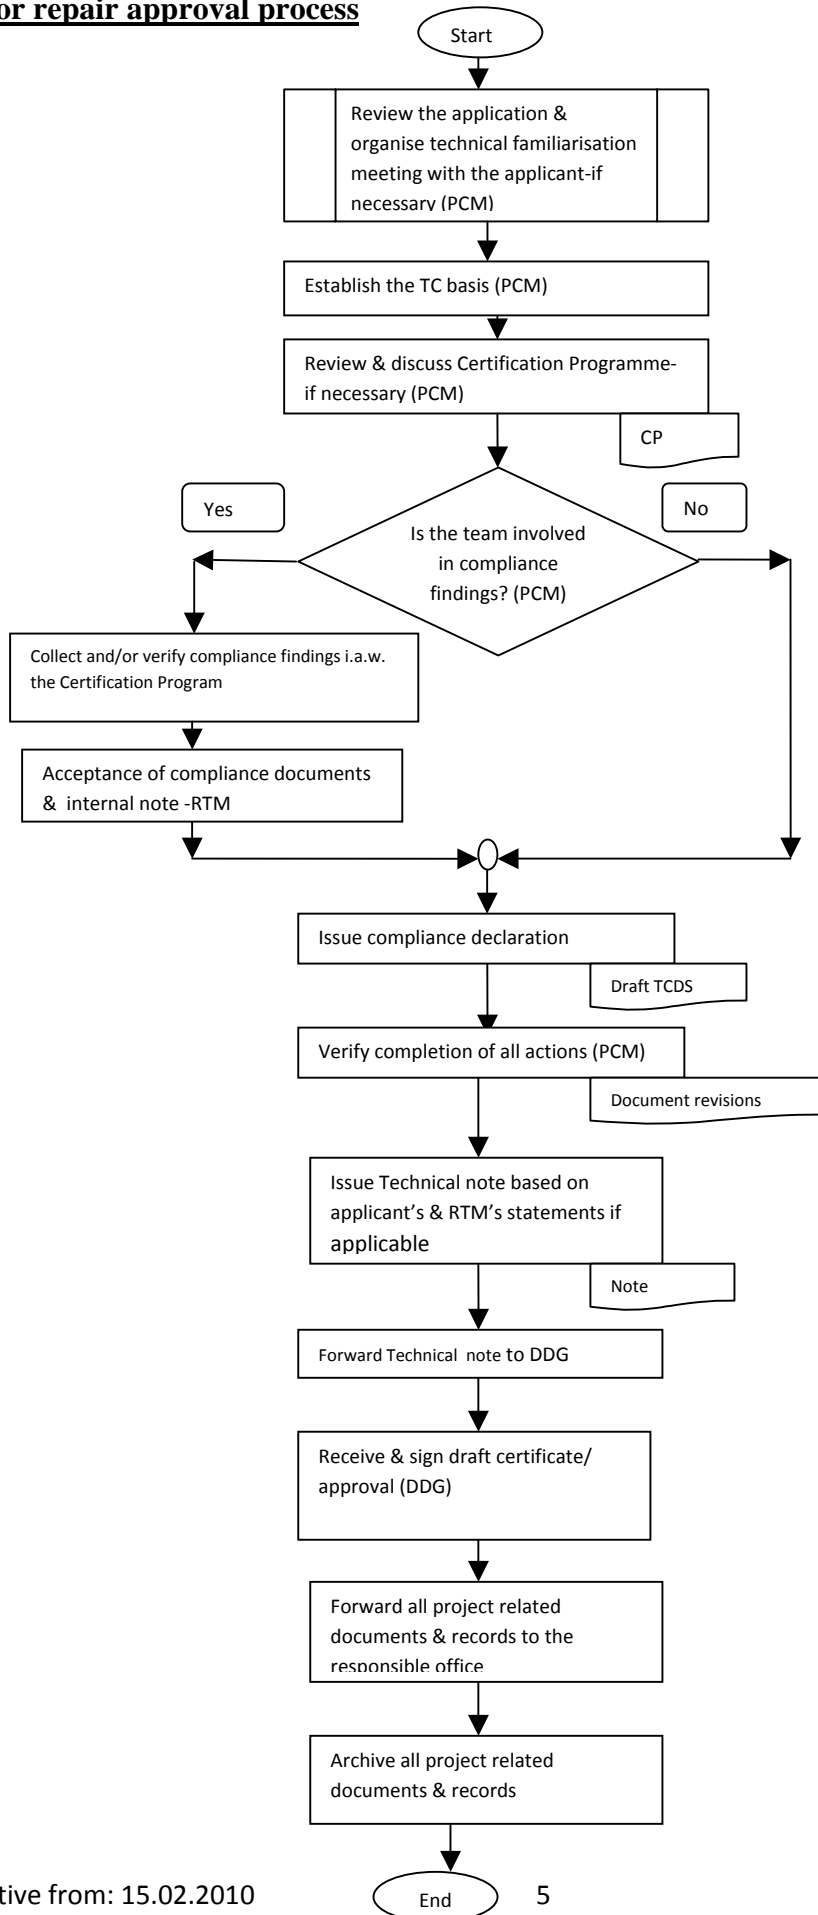 or repair approval process
Start
Review the application &
organise technical familiarisation
meeting with the applicant-if
necessary (PCM)
Establish the TC basis (PCM)
Review & discuss Certification Programme-
if necessary (PCM)
CP
Yes
No
Is the team involved
in compliance
findings? (PCM)
Collect and/or verify compliance findings i.a.w.
the Certification Program
Acceptance of compliance documents
& internal note -RTM
Issue compliance declaration
Draft TCDS
Verify completion of all actions (PCM)
Document revisions
Issue Technical note based on
applicant's & RTM's statements if
applicable
Note
Forward Technical note to DDG
Receive & sign draft certificate/
approval (DDG)
Forward all project related
documents & records to the
responsible office
Archive all project related
documents & records
tive from: 15.02.2010
End
5